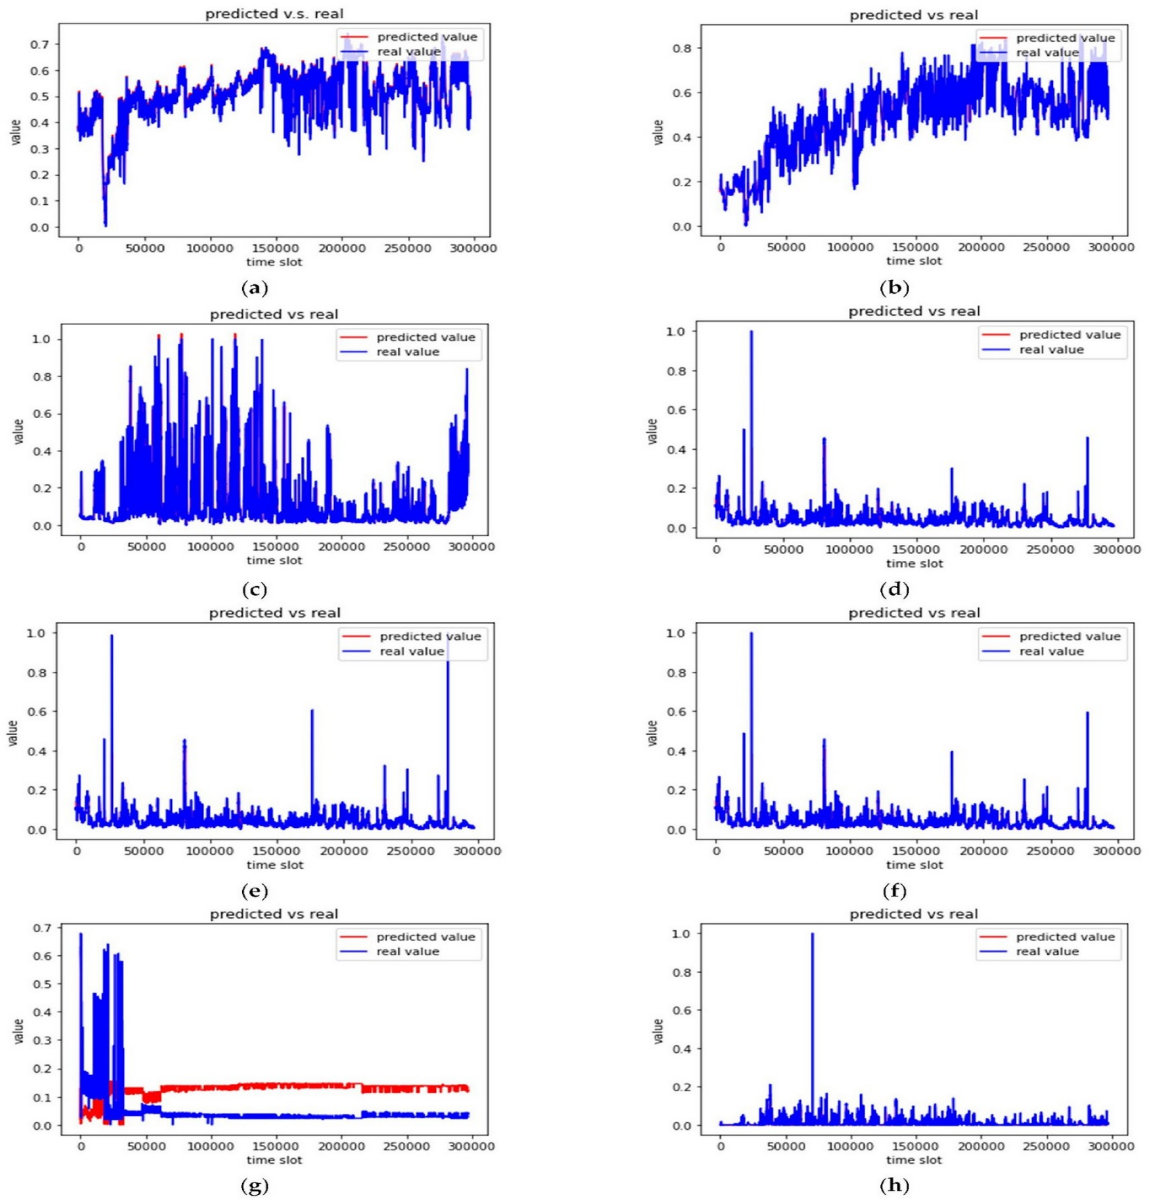 predicted v.s. real
predicted value
real value
0.7
0.6
0.5
0.4
0.3
0.2
0.1
0.0
value
0 50000 100000 150000 200000 250000 300000
time slot
(a)
predicted vs real
predicted value
real value
0.8
0.6
0.4
0.2
0.0
value
0 50000 100000 150000 200000 250000 300000
time slot
(b)
predicted vs real
predicted value
real value
1.0
0.8
0.6
0.4
0.2
0.0
value
0 50000 100000 150000 200000 250000 300000
time slot
(c)
predicted vs real
predicted value
real value
1.0
0.8
0.6
0.4
0.2
0.0
value
0 50000 100000 150000 200000 250000 300000
time slot
(d)
predicted vs real
predicted value
real value
1.0
0.8
0.6
0.4
0.2
0.0
value
0 50000 100000 150000 200000 250000 300000
time slot
(e)
predicted vs real
predicted value
real value
1.0
0.8
0.6
0.4
0.2
0.0
value
0 50000 100000 150000 200000 250000 300000
time slot
(f)
predicted vs real
predicted value
real value
0.7
0.6
0.5
0.4
0.3
0.2
0.1
0.0
value
0 50000 100000 150000 200000 250000 300000
time slot
(g)
predicted vs real
predicted value
real value
1.0
0.8
0.6
0.4
0.2
0.0
value
0 50000 100000 150000 200000 250000 300000
time slot
(h)